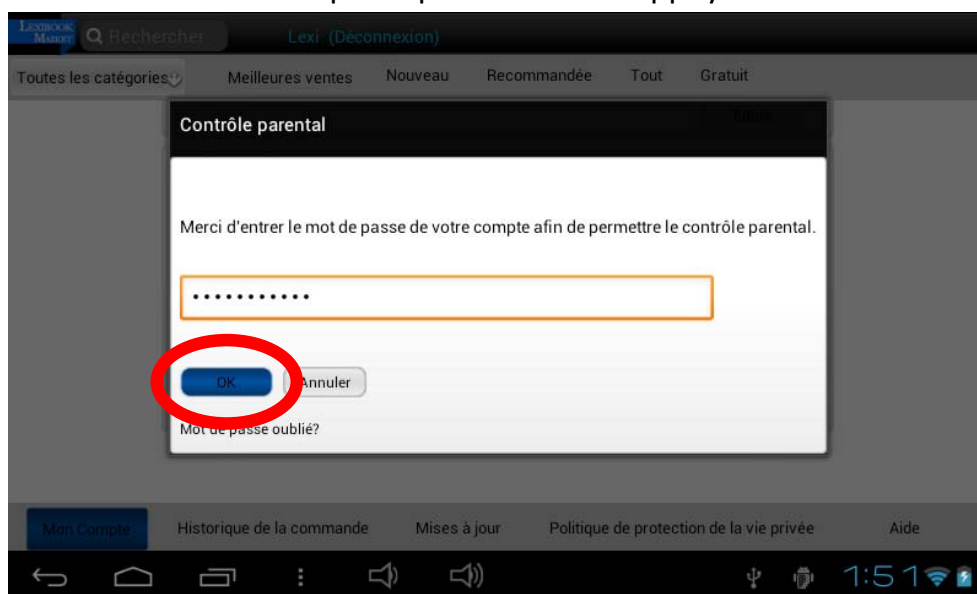 LEXIBOOK
MARKET
Rechercher
Lexi (Déconnexion)
Toutes les catégories
Meilleures ventes
Nouveau
Recommandée
Tout
Gratuit
Contrôle parental
Merci d'entrer le mot de passe de votre compte afin de permettre le contrôle parental.
•••••••••••
OK
Annuler
Mot de passe oublié?
Mon Compte
Historique de la commande
Mises à jour
Politique de protection de la vie privée
Aide
1:51